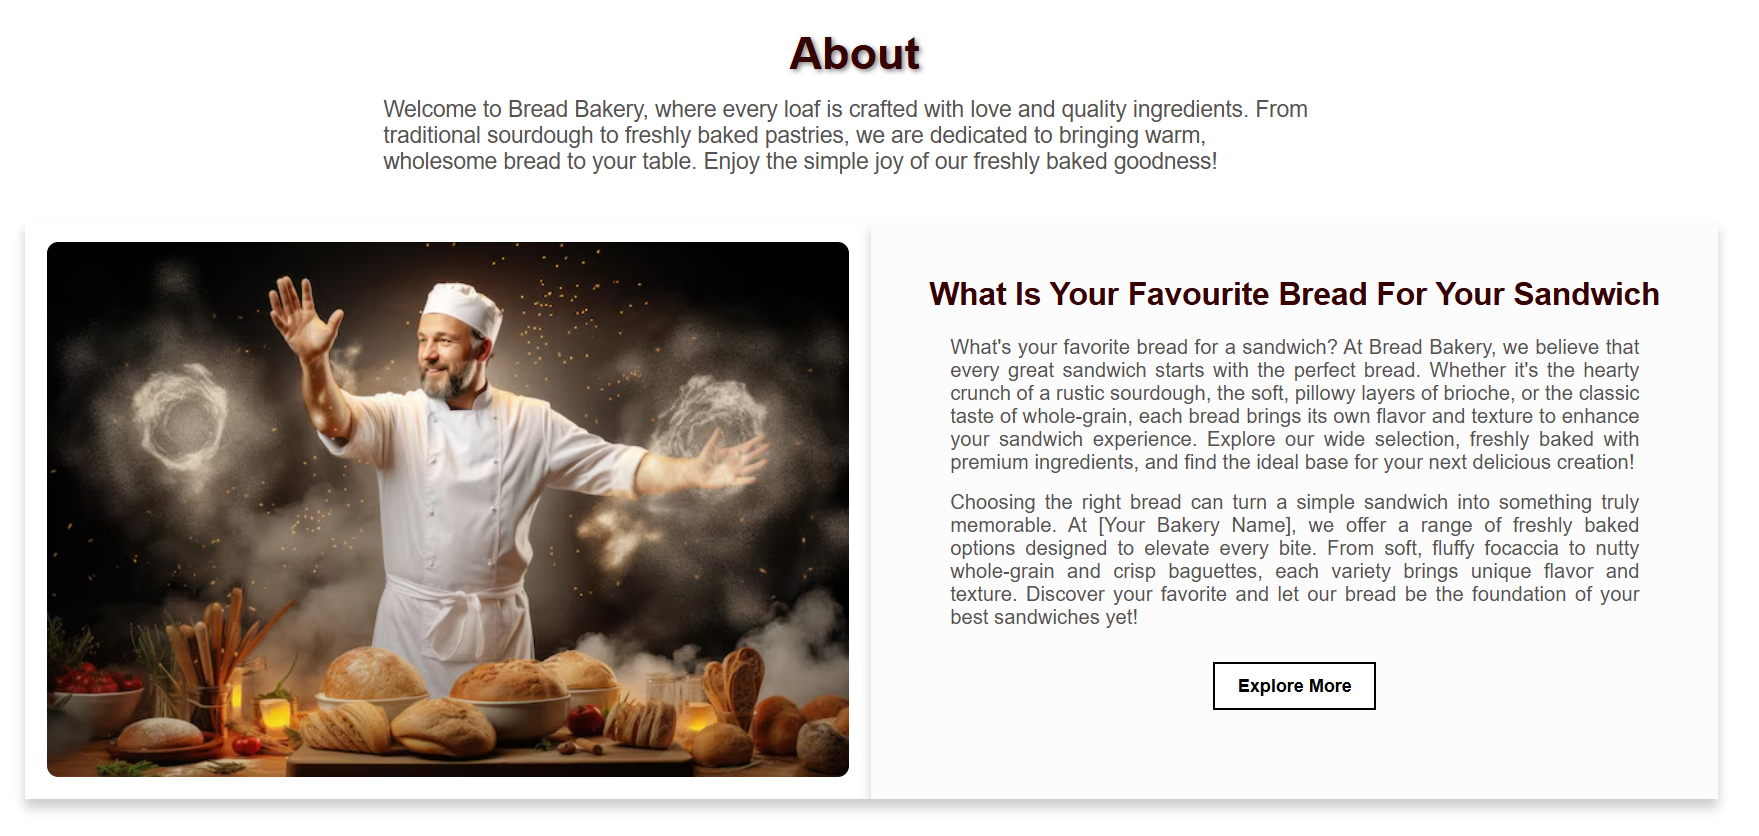 About
Welcome to Bread Bakery, where every loaf is crafted with love and quality ingredients. From
traditional sourdough to freshly baked pastries, we are dedicated to bringing warm,
wholesome bread to your table. Enjoy the simple joy of our freshly baked goodness!
What Is Your Favourite Bread For Your Sandwich
What's your favorite bread for a sandwich? At Bread Bakery, we believe that
every great sandwich starts with the perfect bread. Whether it's the hearty
crunch of a rustic sourdough, the soft, pillowy layers of brioche, or the classic
taste of whole-grain, each bread brings its own flavor and texture to enhance
your sandwich experience. Explore our wide selection, freshly baked with
premium ingredients, and find the ideal base for your next delicious creation!
Choosing the right bread can turn a simple sandwich into something truly
memorable. At [Your Bakery Name], we offer a range of freshly baked
options designed to elevate every bite. From soft, fluffy focaccia to nutty
whole-grain and crisp baguettes, each variety brings unique flavor and
texture. Discover your favorite and let our bread be the foundation of your
best sandwiches yet!
Explore More